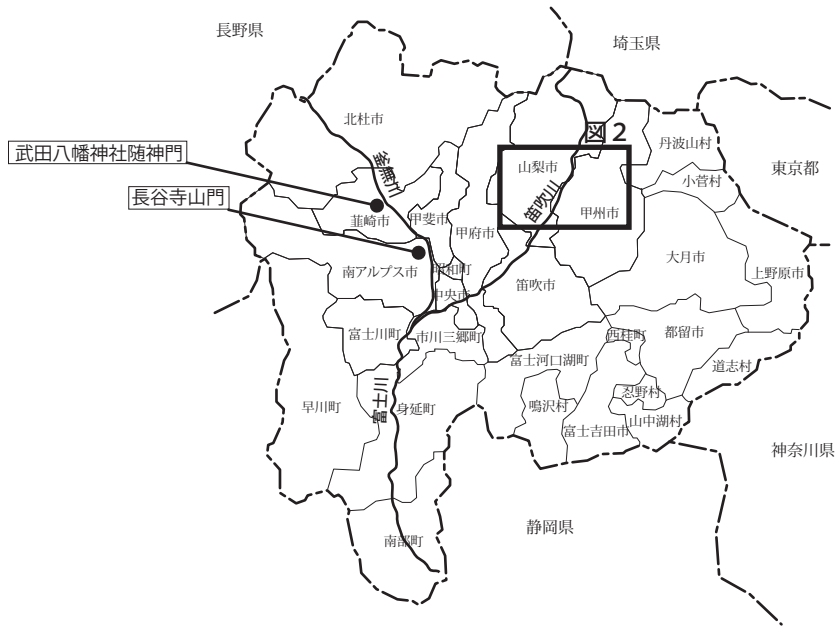 長野県
埼玉県
北杜市
図2
丹波山村
武田八幡神社随神門
釜無川
山梨市
東京都
小菅村
長谷寺山門
笛吹川
韮崎市
甲斐市
甲府市
甲州市
大月市
南アルプス市
昭和町
上野原市
笛吹市
中央市
富士川町
市川三郷町
西桂町
都留市
富士河口湖町
道志村
富士川
忍野村
早川町
身延町
鳴沢村
山中湖村
富士吉田市
神奈川県
静岡県
南部町